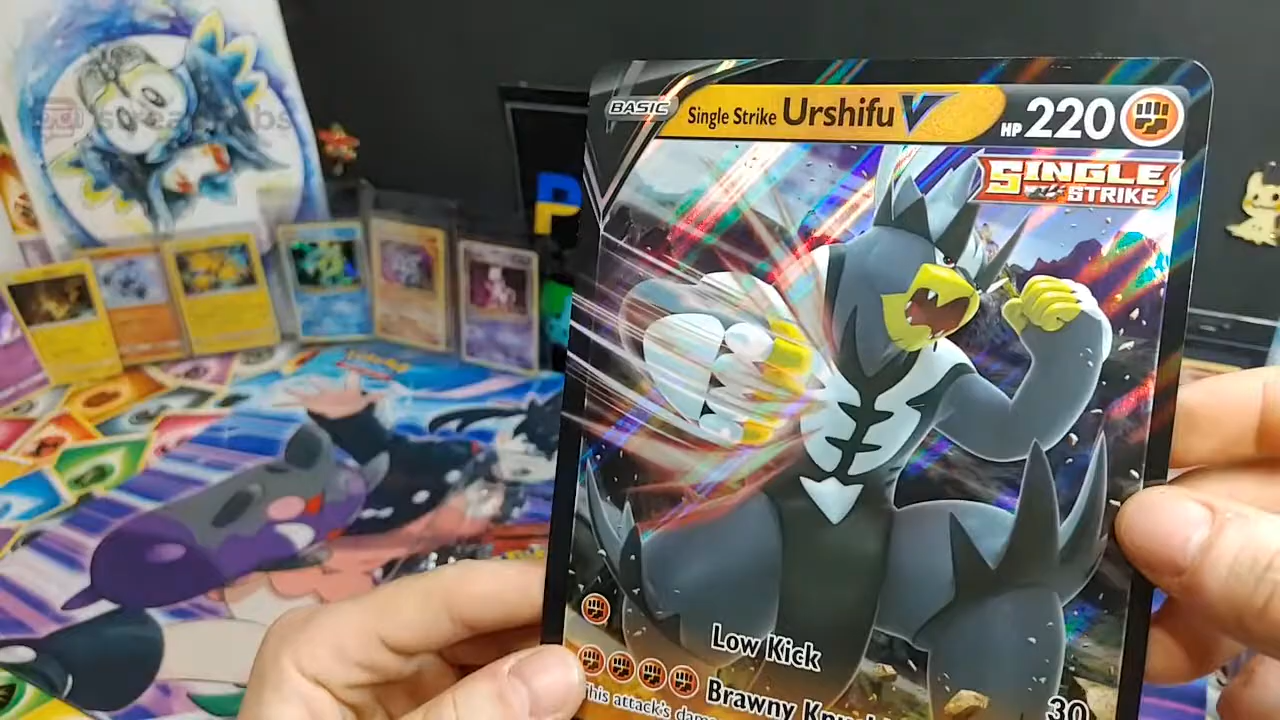 BASIC
Single Strike Urshifu V
HP 220
SINGLE
STRIKE
Low Kick
30
Brawny
This attack's